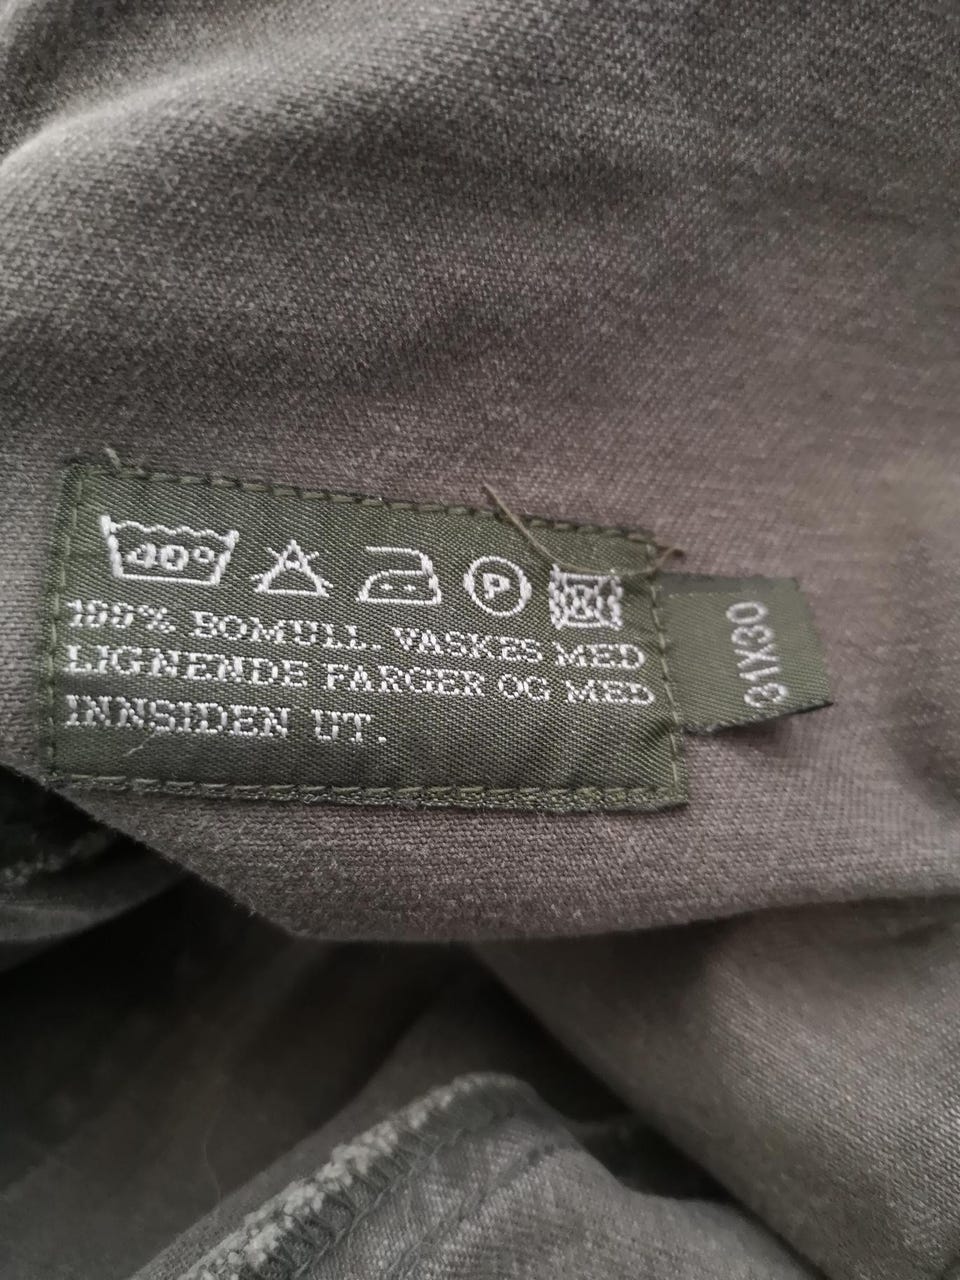 40°
P
100% BOMULL. VASKES MED
LIGNENDE FARGER OG MED
INNSIDEN UT.
31X30